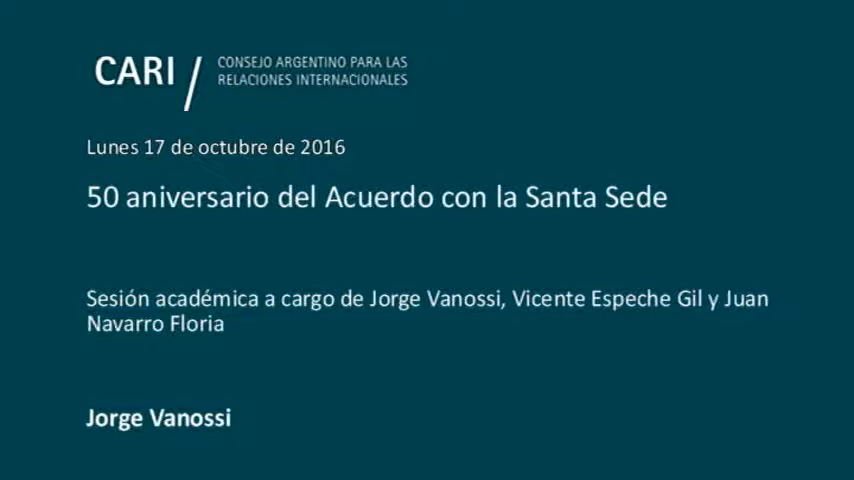 CARI
CONSEJO ARGENTINO PARA LAS
RELACIONES INTERNACIONALES
Lunes 17 de octubre de 2016
50 aniversario del Acuerdo con la Santa Sede
Sesión académica a cargo de Jorge Vanossi, Vicente Espeche Gil y Juan
Navarro Floria
Jorge Vanossi